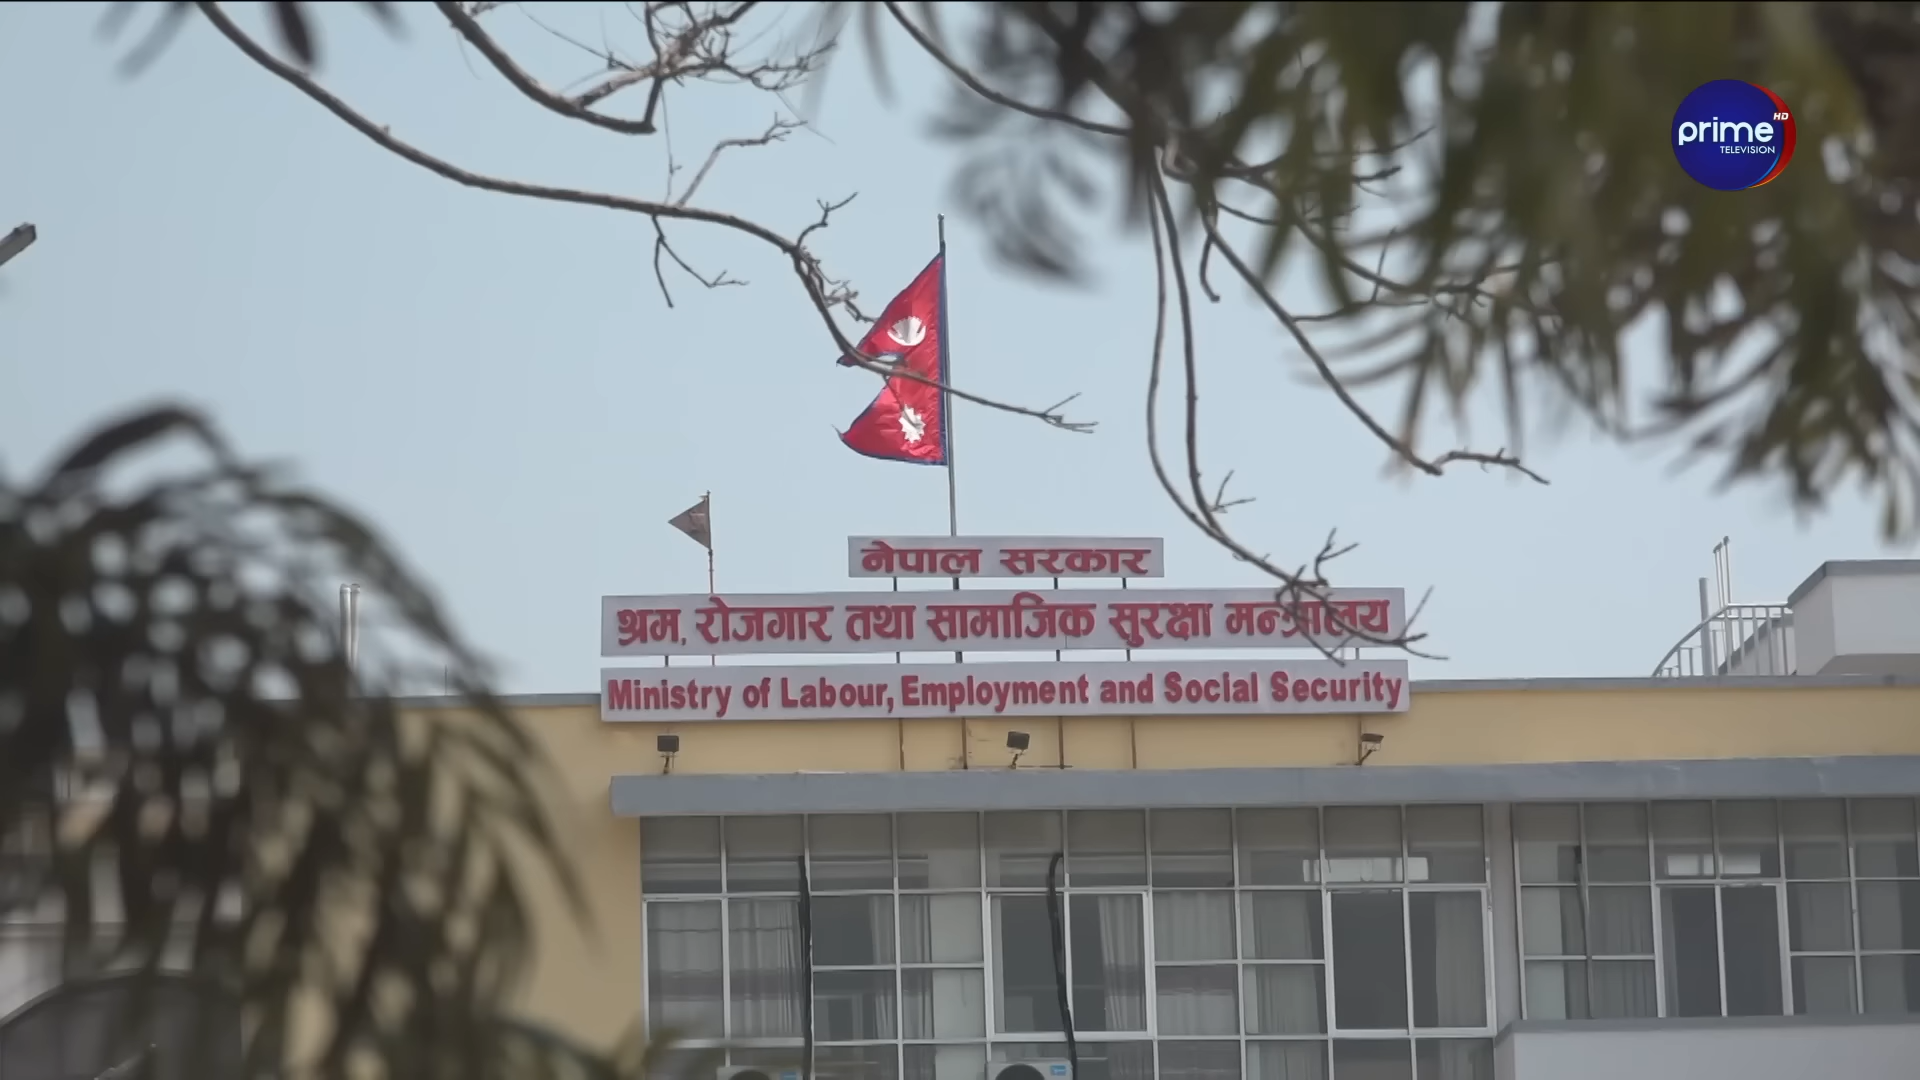 prime HD
TELEVISION
नेपाल सरकार
श्रम, रोजगार तथा सामाजिक सुरक्षा मन्त्रालय
Ministry of Labour, Employment and Social Security